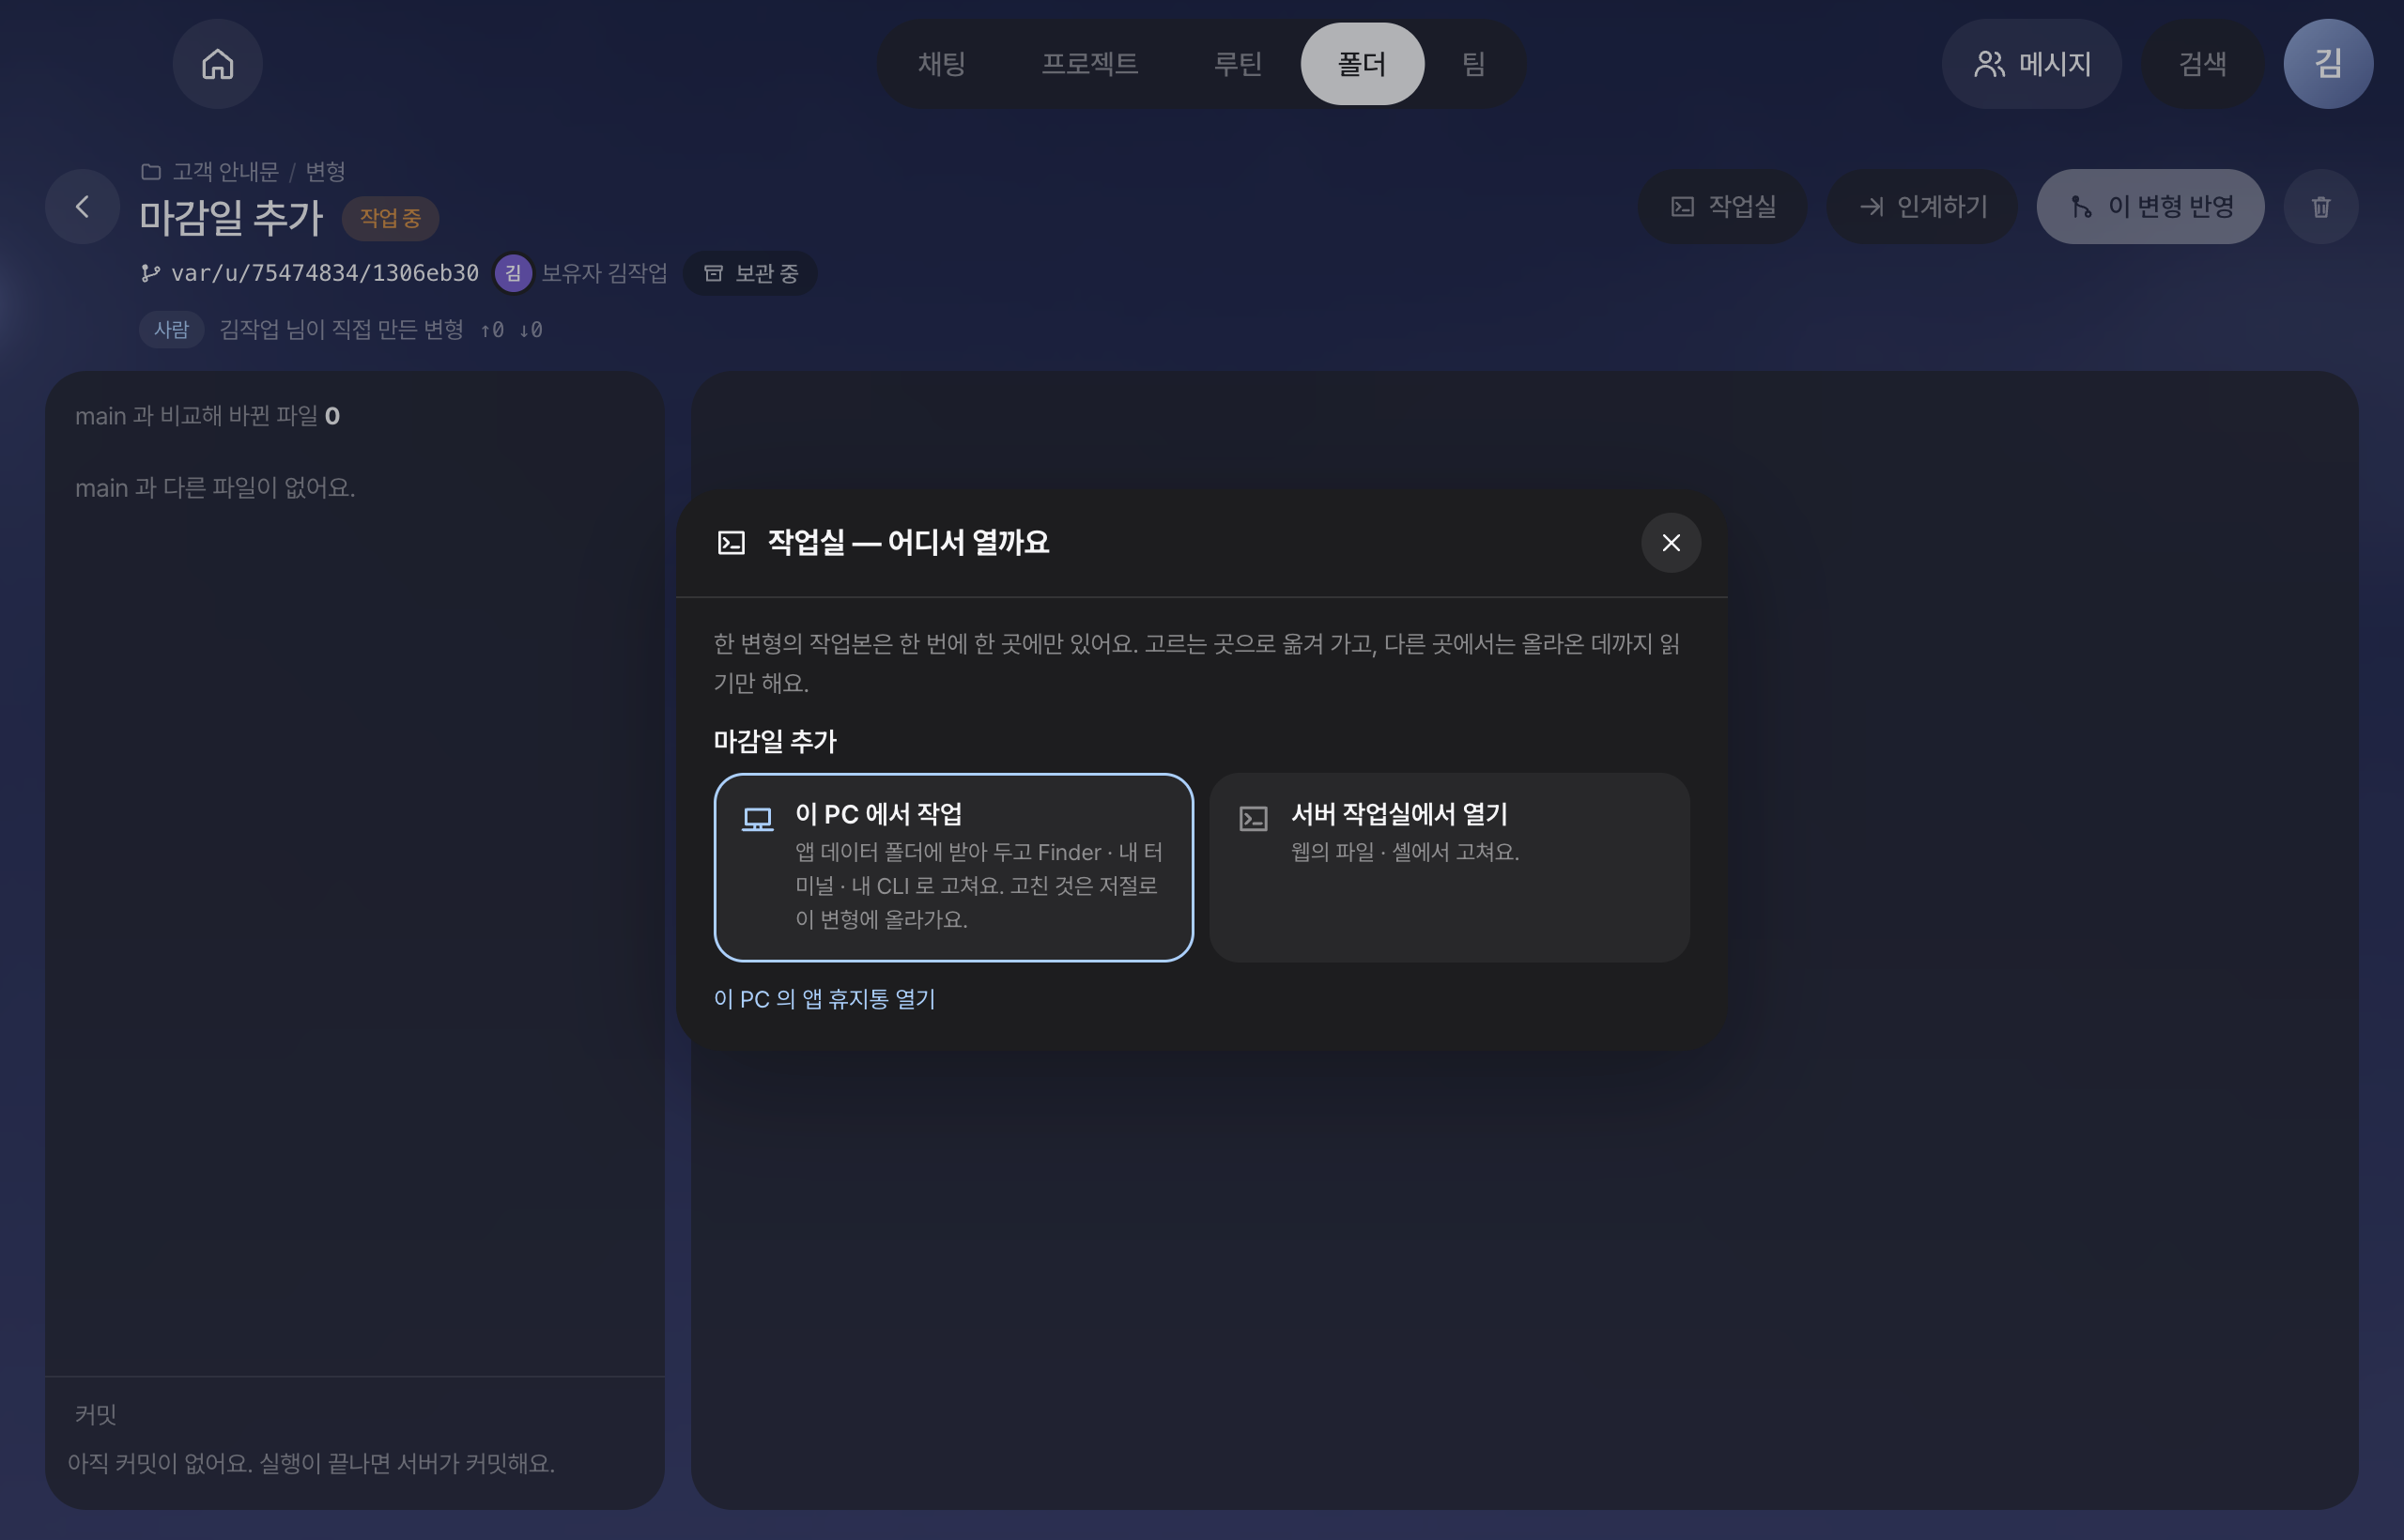 채팅 프로젝트 루틴 폴더 팀 메시지 검색 김
고객 안내문 / 변형
마감일 추가 작업 중
작업실 인계하기 이 변형 반영
var/u/75474834/1306eb30 김 보유자 김작업 보관 중
사람 김작업 님이 직접 만든 변형 ↑0 ↓0
main 과 비교해 바뀐 파일 0
main 과 다른 파일이 없어요.
작업실 — 어디서 열까요
한 변형의 작업본은 한 번에 한 곳에만 있어요. 고르는 곳으로 옮겨 가고, 다른 곳에서는 올라온 데까지 읽
기만 해요.
마감일 추가
이 PC 에서 작업
앱 데이터 폴더에 받아 두고 Finder · 내 터
미널 · 내 CLI 로 고쳐요. 고친 것은 저절로
이 변형에 올라가요.
서버 작업실에서 열기
웹의 파일 · 셸에서 고쳐요.
이 PC 의 앱 휴지통 열기
커밋
아직 커밋이 없어요. 실행이 끝나면 서버가 커밋해요.